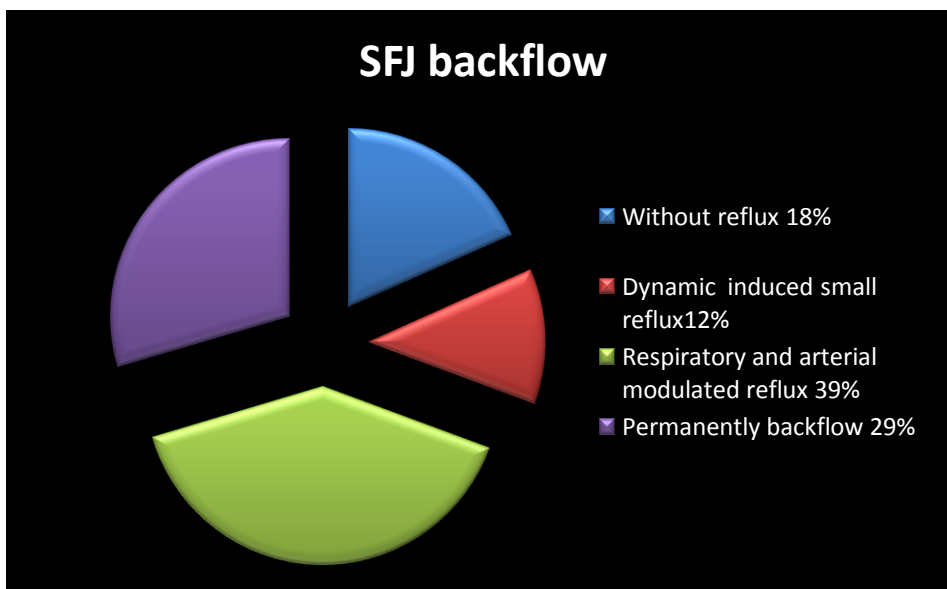 SFJ backflow
Without reflux 18%
Dynamic  induced small
reflux12%
Respiratory and arterial
modulated reflux 39%
Permanently backflow 29%